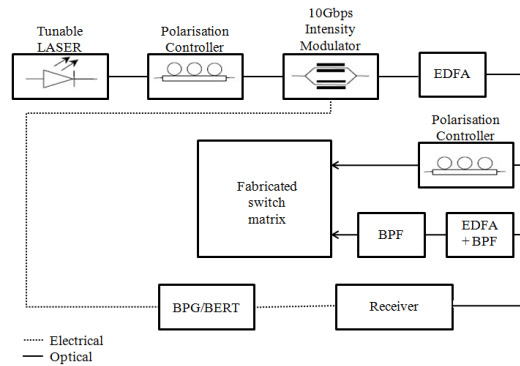 Tunable
LASER
Polarisation
Controller
10Gbps
Intensity
Modulator
EDFA
Polarisation
Controller
Fabricated
switch
matrix
BPF
EDFA
+ BPF
BPG/BERT
Receiver
Electrical
Optical